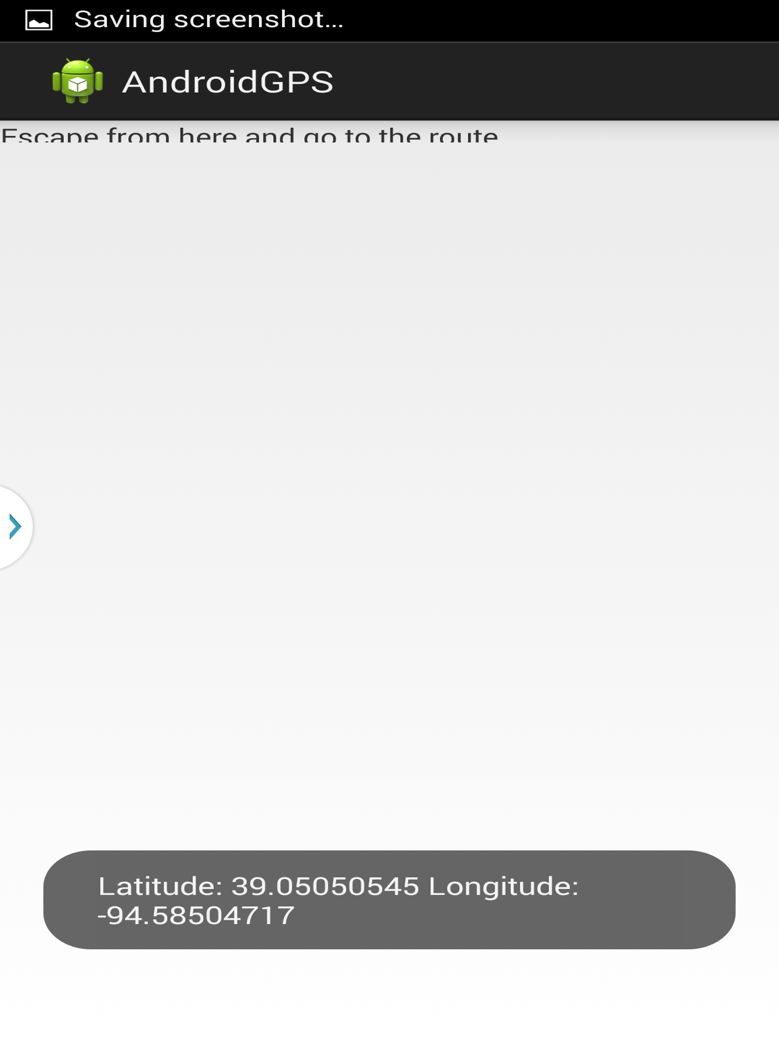 Saving screenshot...
AndroidGPS
Escape from here and go to the route
Latitude: 39.05050545 Longitude:
-94.58504717